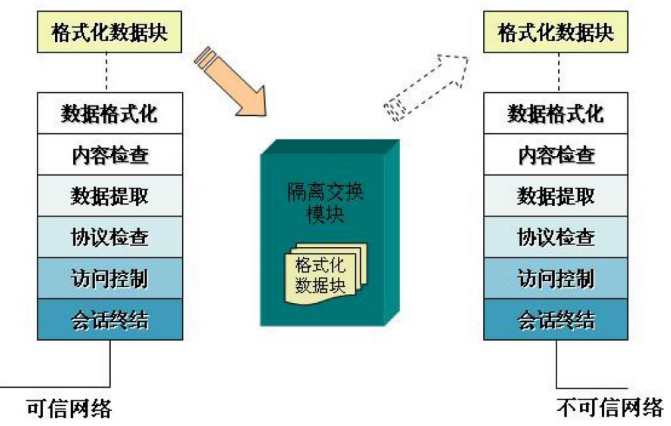 格式化数据块
数据格式化
内容检查
数据提取
协议检查
访问控制
会话终结
可信网络
隔离交换
模块
格式化
数据块
格式化数据块
数据格式化
内容检查
数据提取
协议检查
访问控制
会话终结
不可信网络